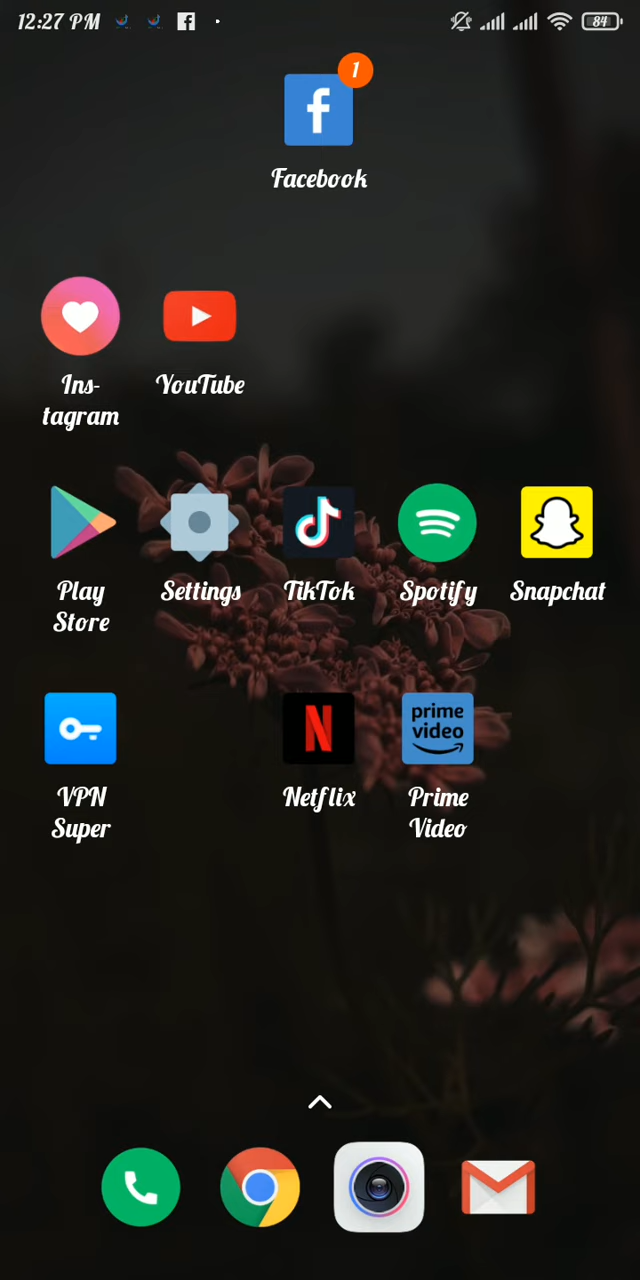 12:27 PM
84
1
Facebook
Ins-
tagram
YouTube
Play
Store
Settings
TikTok
Spotify
Snapchat
prime
video
VPN
Super
Netflix
Prime
Video